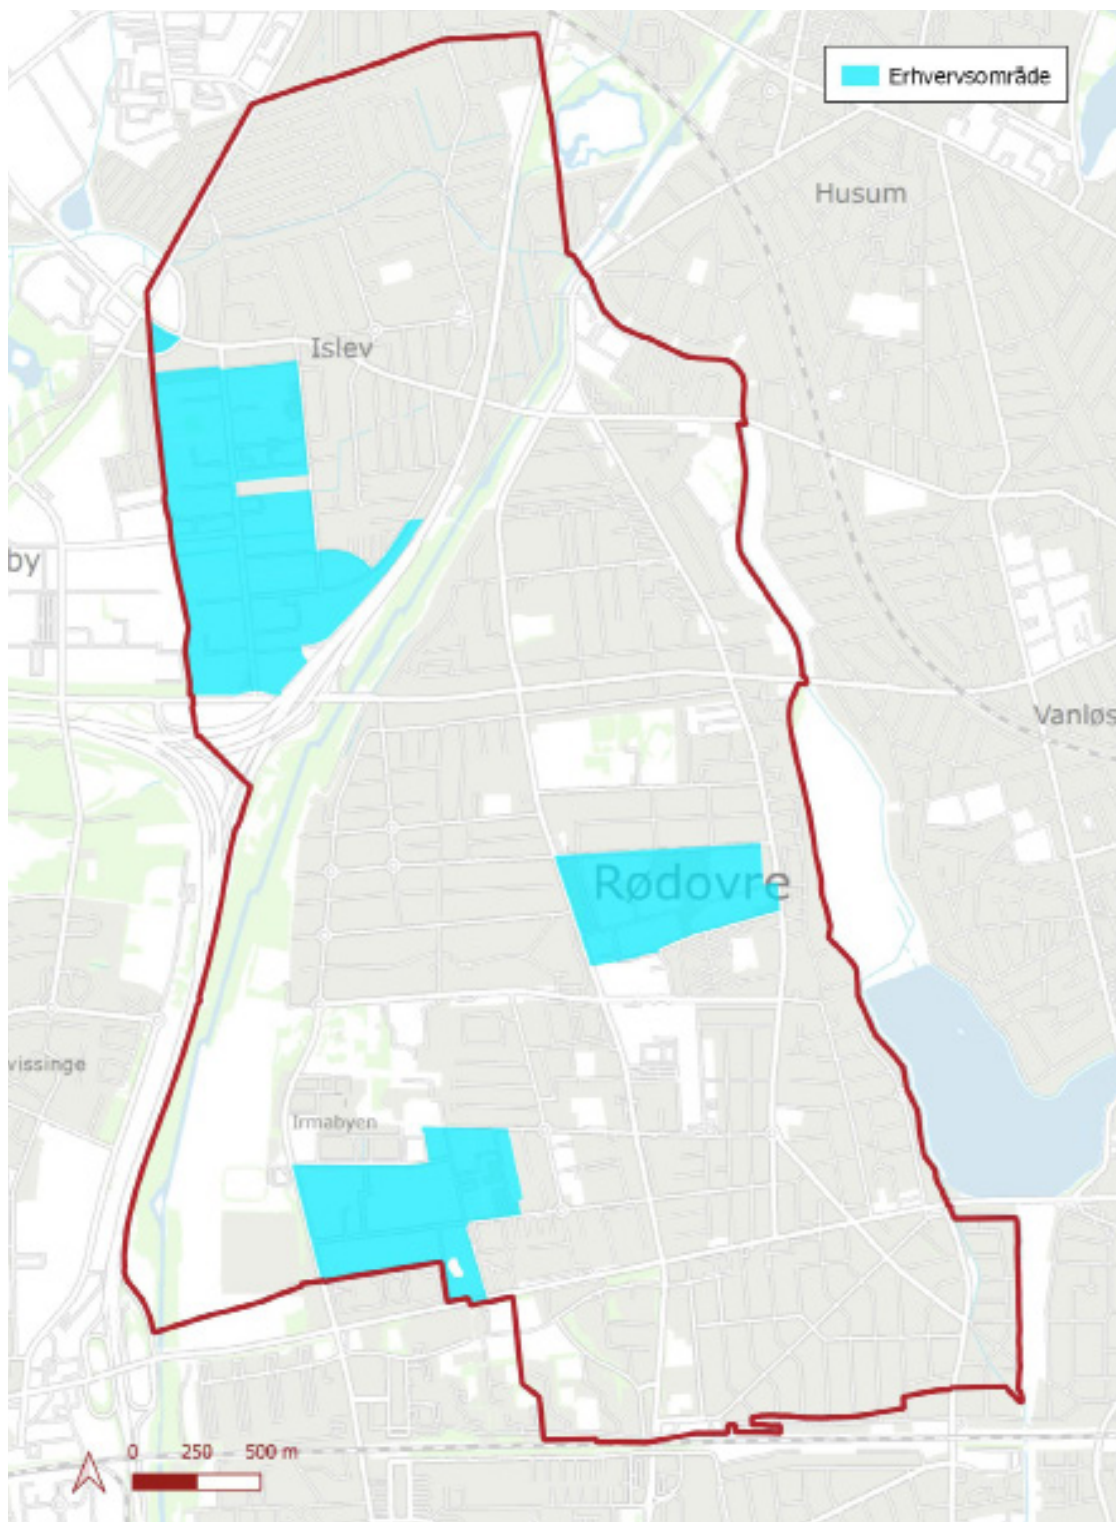 Erhvervsområde
Husum
Islev
by
Vanløs
Rødovre
vissinge
Irmabyen
0 250 500 m